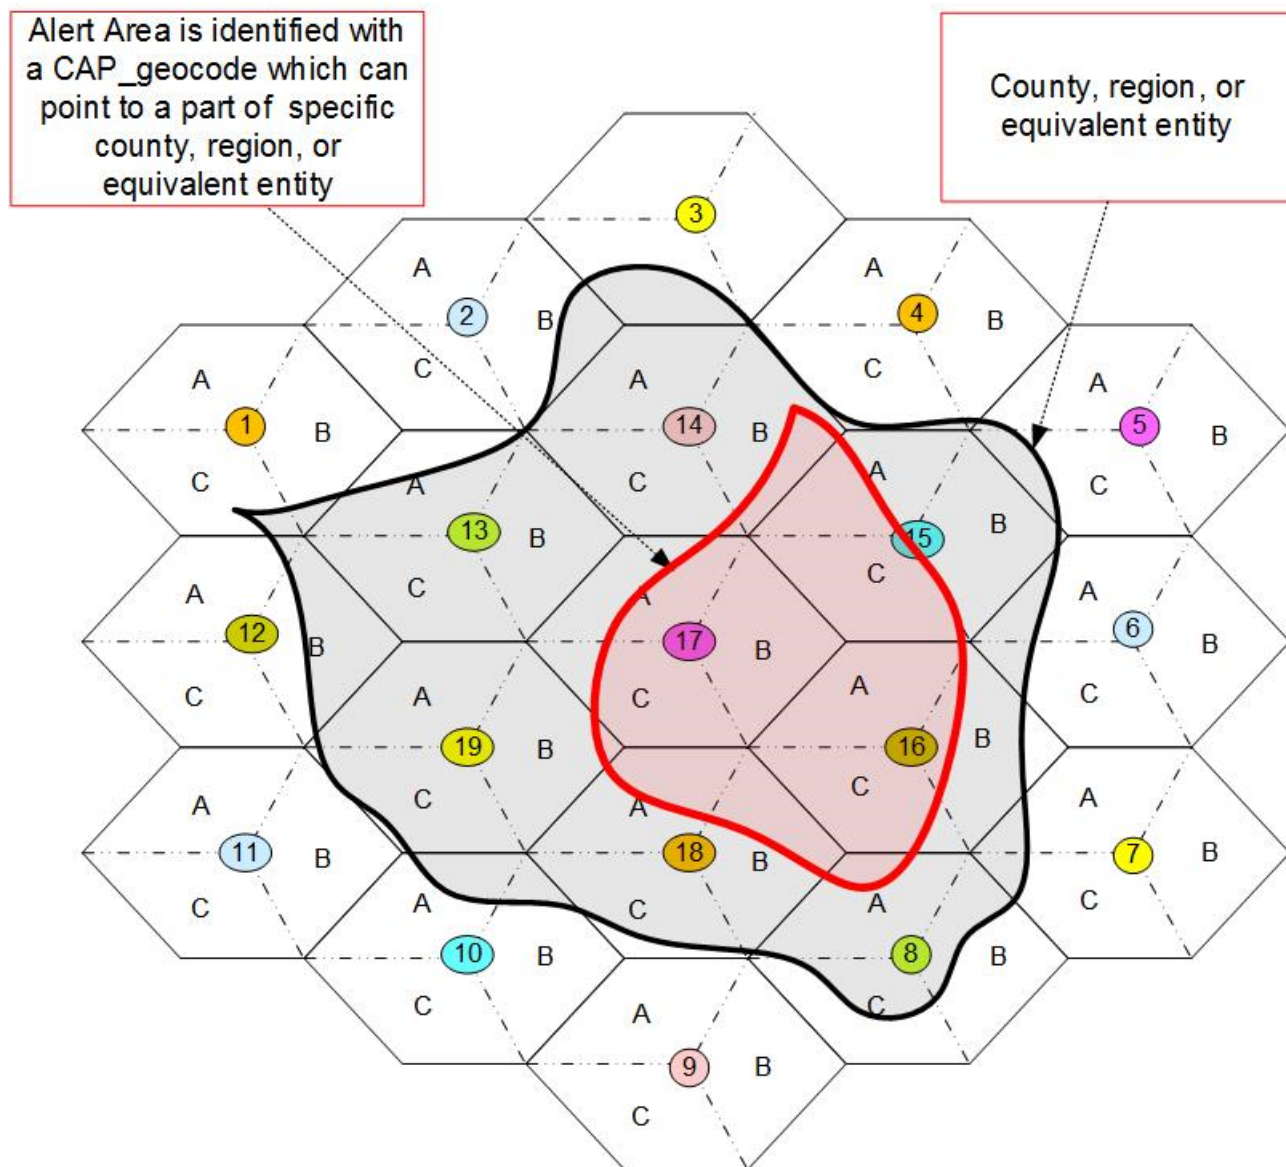 Alert Area is identified with
a CAP_geocode which can
point to a part of specific
county, region, or
equivalent entity
County, region, or
equivalent entity
3
A
2
B
C
A
4
B
C
A
1
B
C
A
14
B
C
A
5
B
C
A
13
B
C
A
15
B
C
A
12
B
C
A
17
B
C
A
6
B
C
A
19
B
C
A
16
B
C
A
11
B
C
A
18
B
C
A
7
B
C
A
10
B
C
A
8
B
C
A
9
B
C